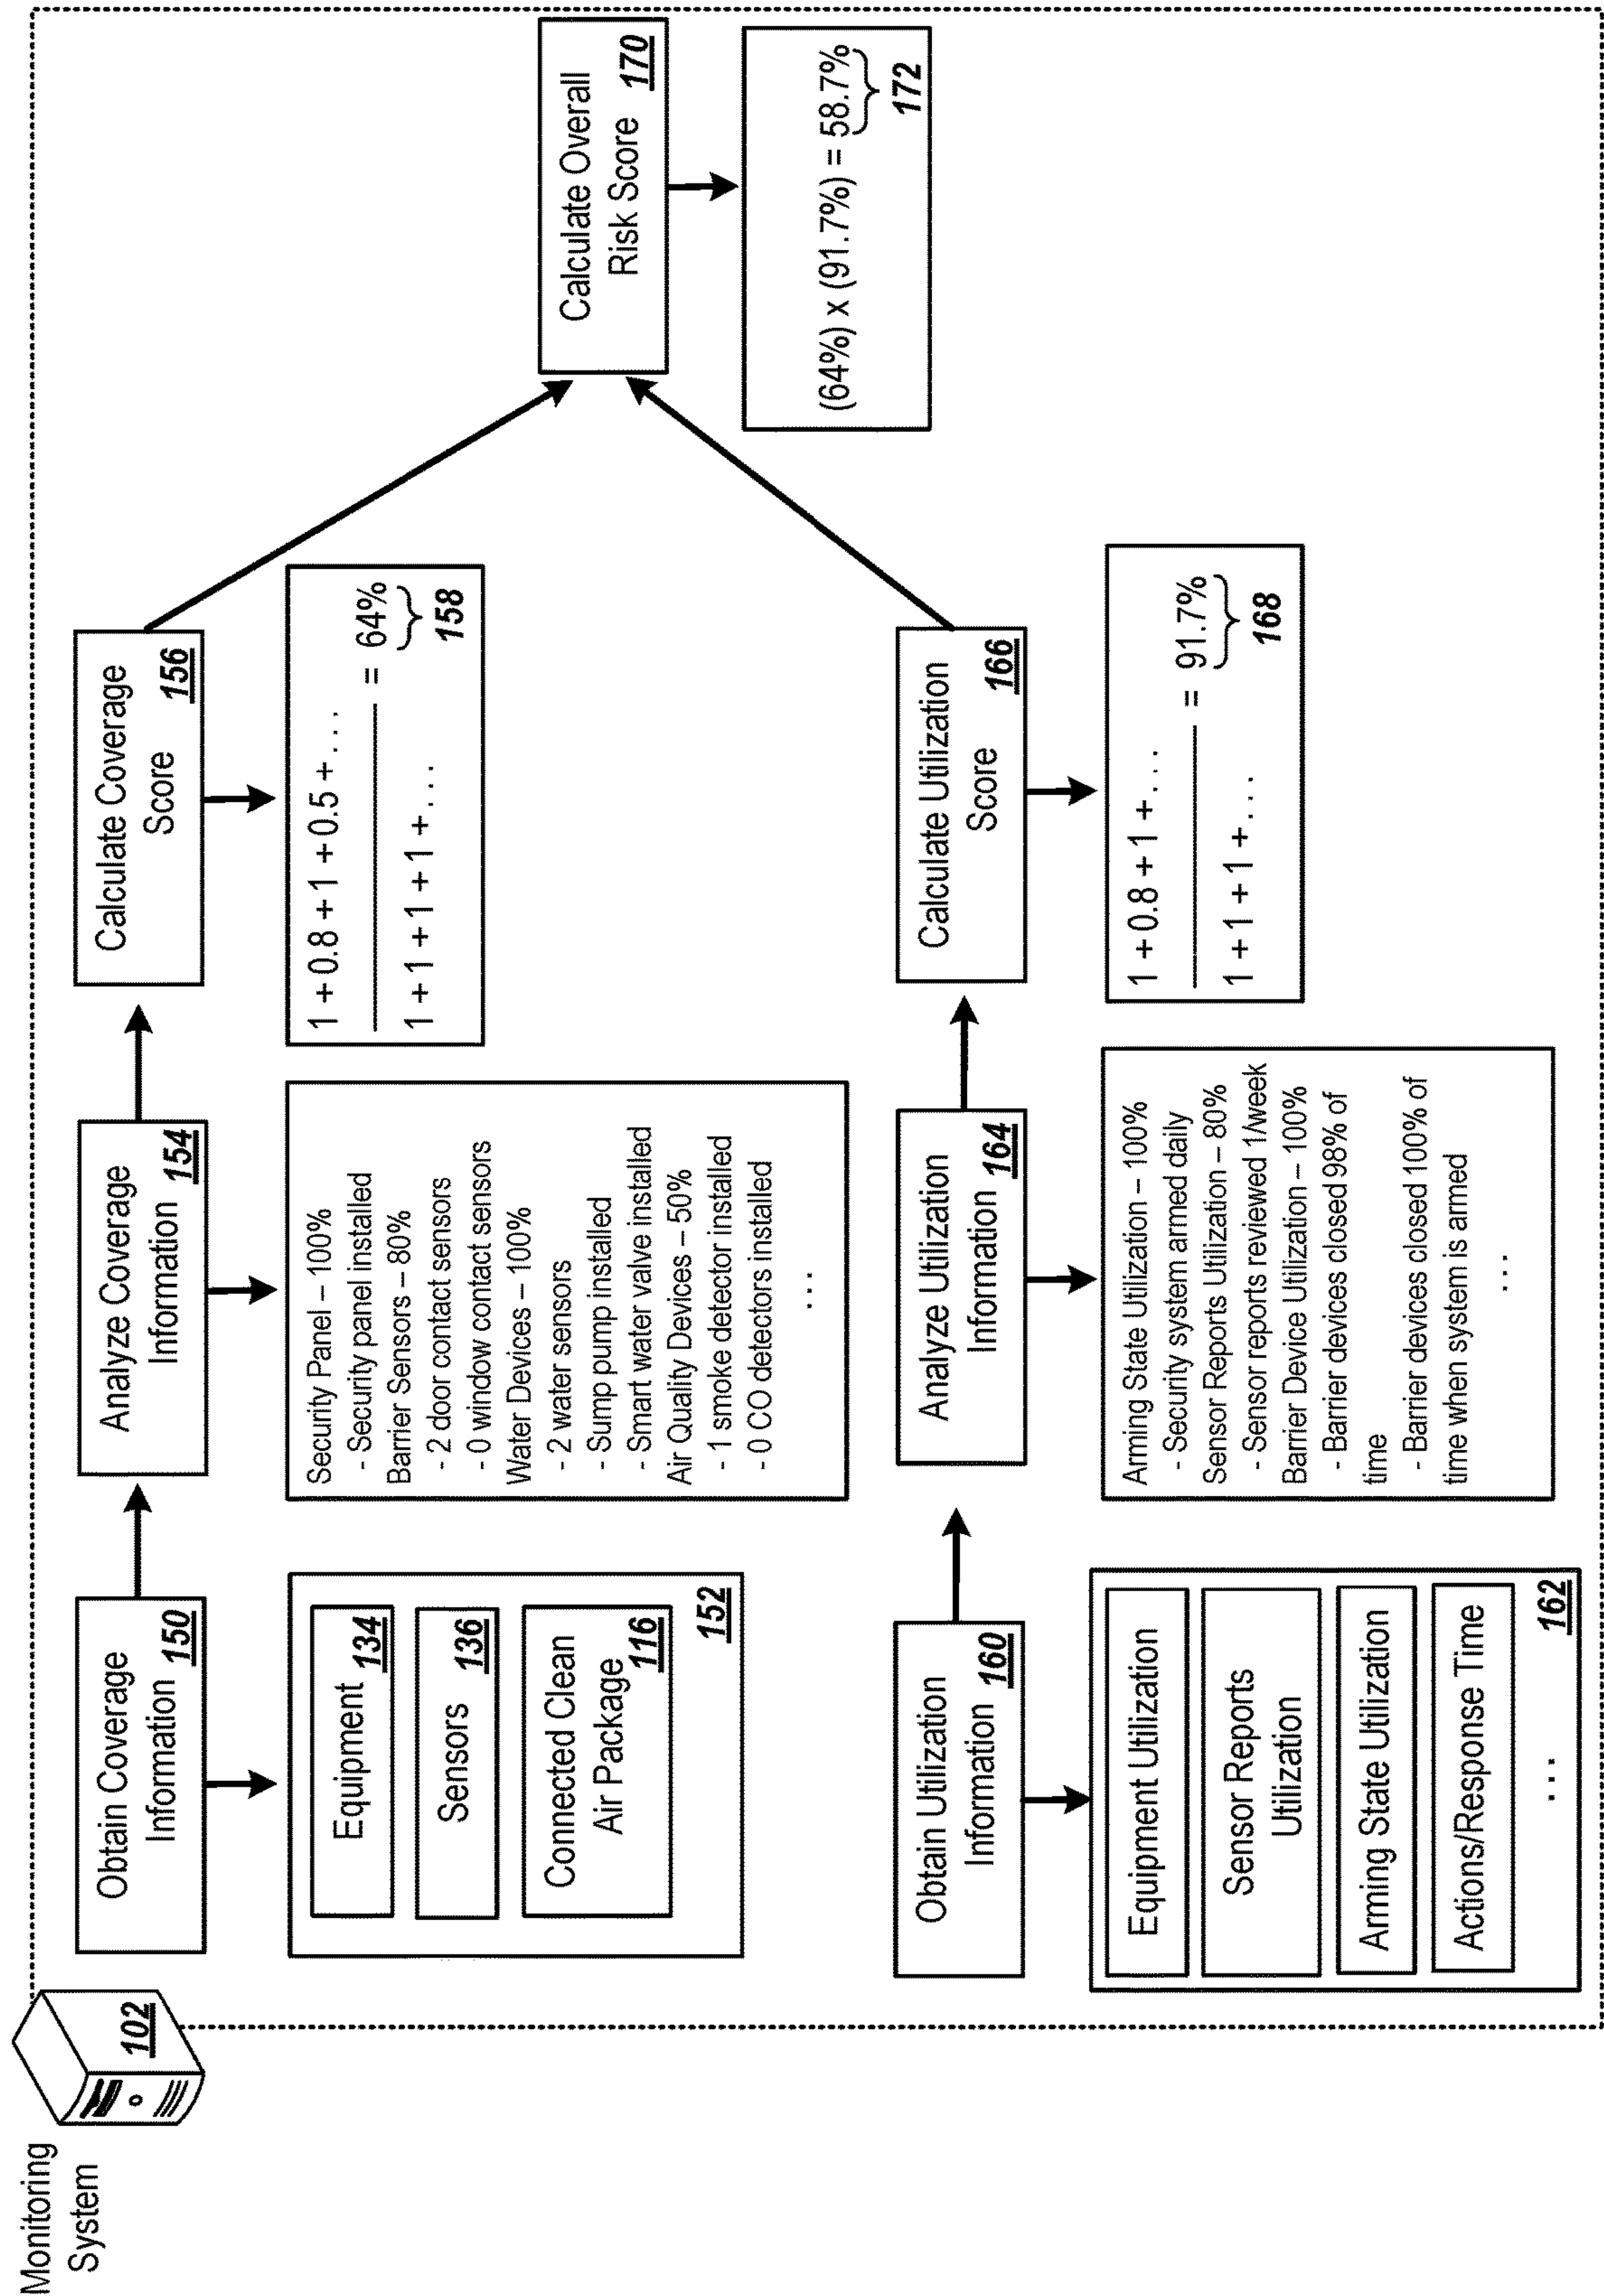 Monitoring
System
102
Obtain Coverage
Information 150
Equipment
134
Sensors
136
Connected Clean
Air Package
116
152
Analyze Coverage
Information 154
Security Panel – 100%
- Security panel installed
Barrier Sensors – 80%
- 2 door contact sensors
- 0 window contact sensors
Water Devices – 100%
- 2 water sensors
- Sump pump installed
- Smart water valve installed
Air Quality Devices – 50%
- 1 smoke detector installed
- 0 CO detectors installed
...
Calculate Coverage
Score 156
1 + 0.8 + 1 + 0.5 +...
= 64%
1 + 1 + 1 + 1 +...
158
Obtain Utilization
Information 160
Equipment Utilization
Sensor Reports
Utilization
Arming State Utilization
Actions/Response Time
...
162
Analyze Utilization
Information 164
Arming State Utilization – 100%
- Security system armed daily
Sensor Reports Utilization – 80%
- Sensor reports reviewed 1/week
Barrier Device Utilization – 100%
- Barrier devices closed 98% of
time
- Barrier devices closed 100% of
time when system is armed
...
Calculate Utilization
Score 166
1 + 0.8 + 1 +...
= 91.7%
1 + 1 + 1 +...
168
Calculate Overall
Risk Score 170
(64%) x (91.7%) = 58.7%
172